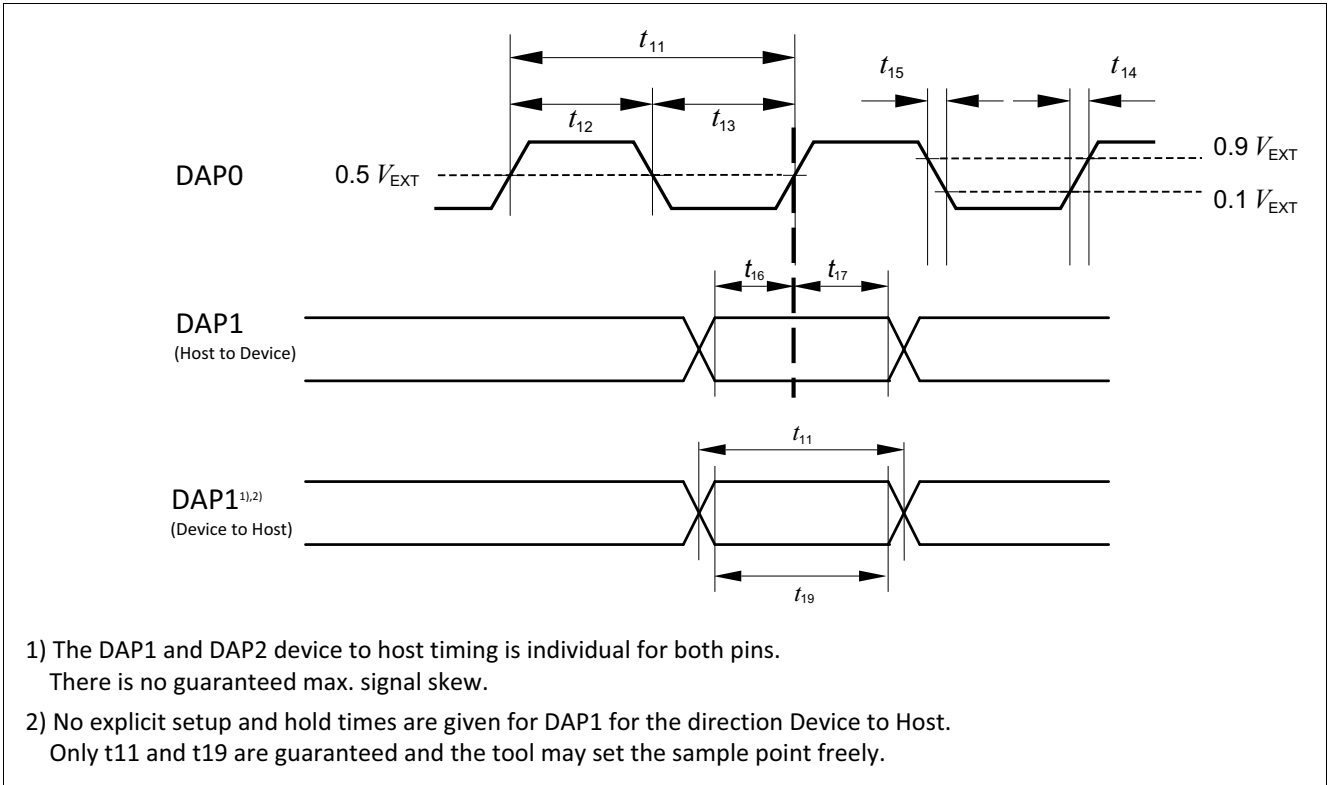 t11
t15
t14
t12
t13
DAP0
0.5 VEXT
0.9 VEXT
0.1 VEXT
t16
t17
DAP1
(Host to Device)
t11
DAP1 1),2)
(Device to Host)
t19
1) The DAP1 and DAP2 device to host timing is individual for both pins.
There is no guaranteed max. signal skew.
2) No explicit setup and hold times are given for DAP1 for the direction Device to Host.
Only t11 and t19 are guaranteed and the tool may set the sample point freely.